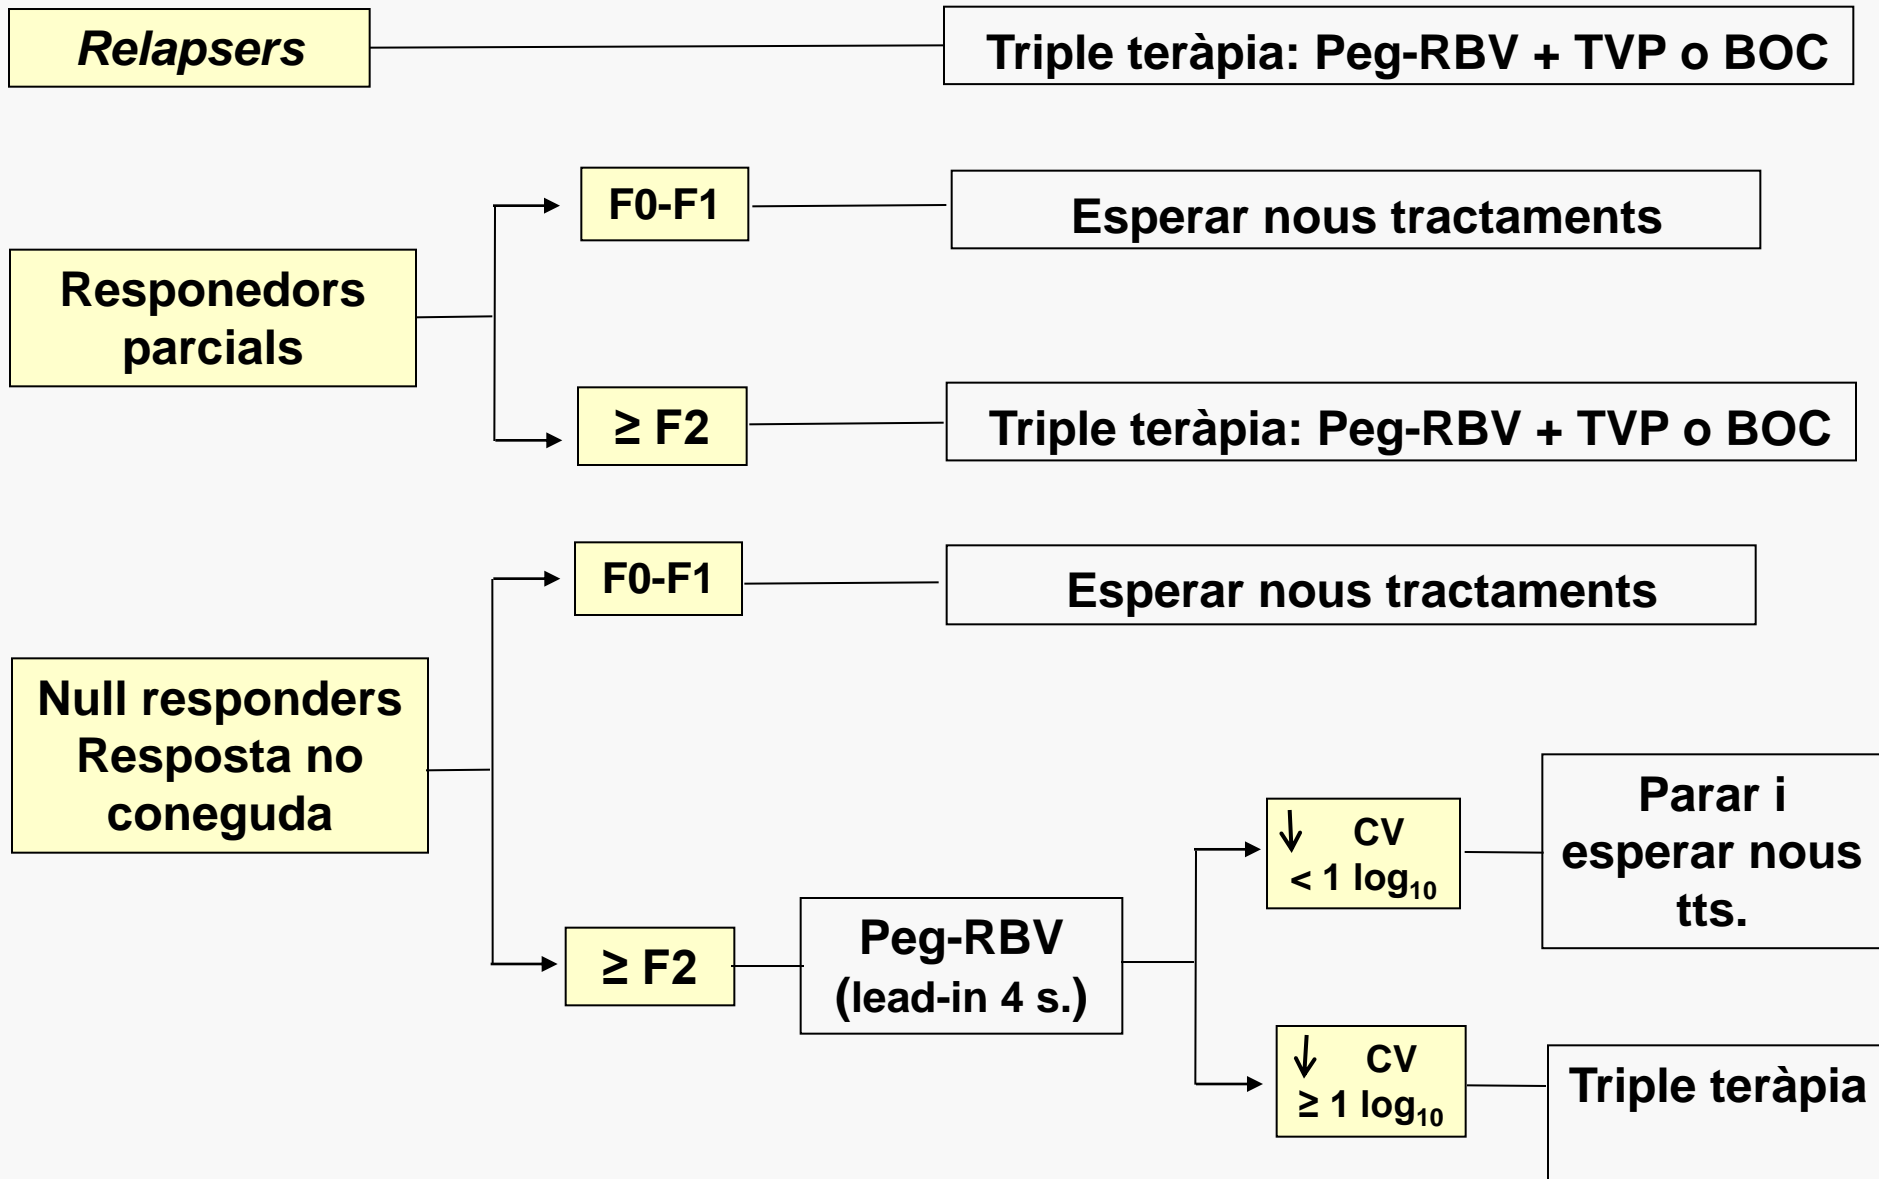 Relapsers
Triple teràpia: Peg-RBV + TVP o BOC
F0-F1
Esperar nous tractaments
Responedors
parcials
≥ F2
Triple teràpia: Peg-RBV + TVP o BOC
F0-F1
Esperar nous tractaments
Null responders
Resposta no
coneguda
≥ F2
Peg-RBV
(lead-in 4 s.)
↓ CV
< 1 log₁₀
Parar i
esperar nous
tts.
↓ CV
≥ 1 log₁₀
Triple teràpia